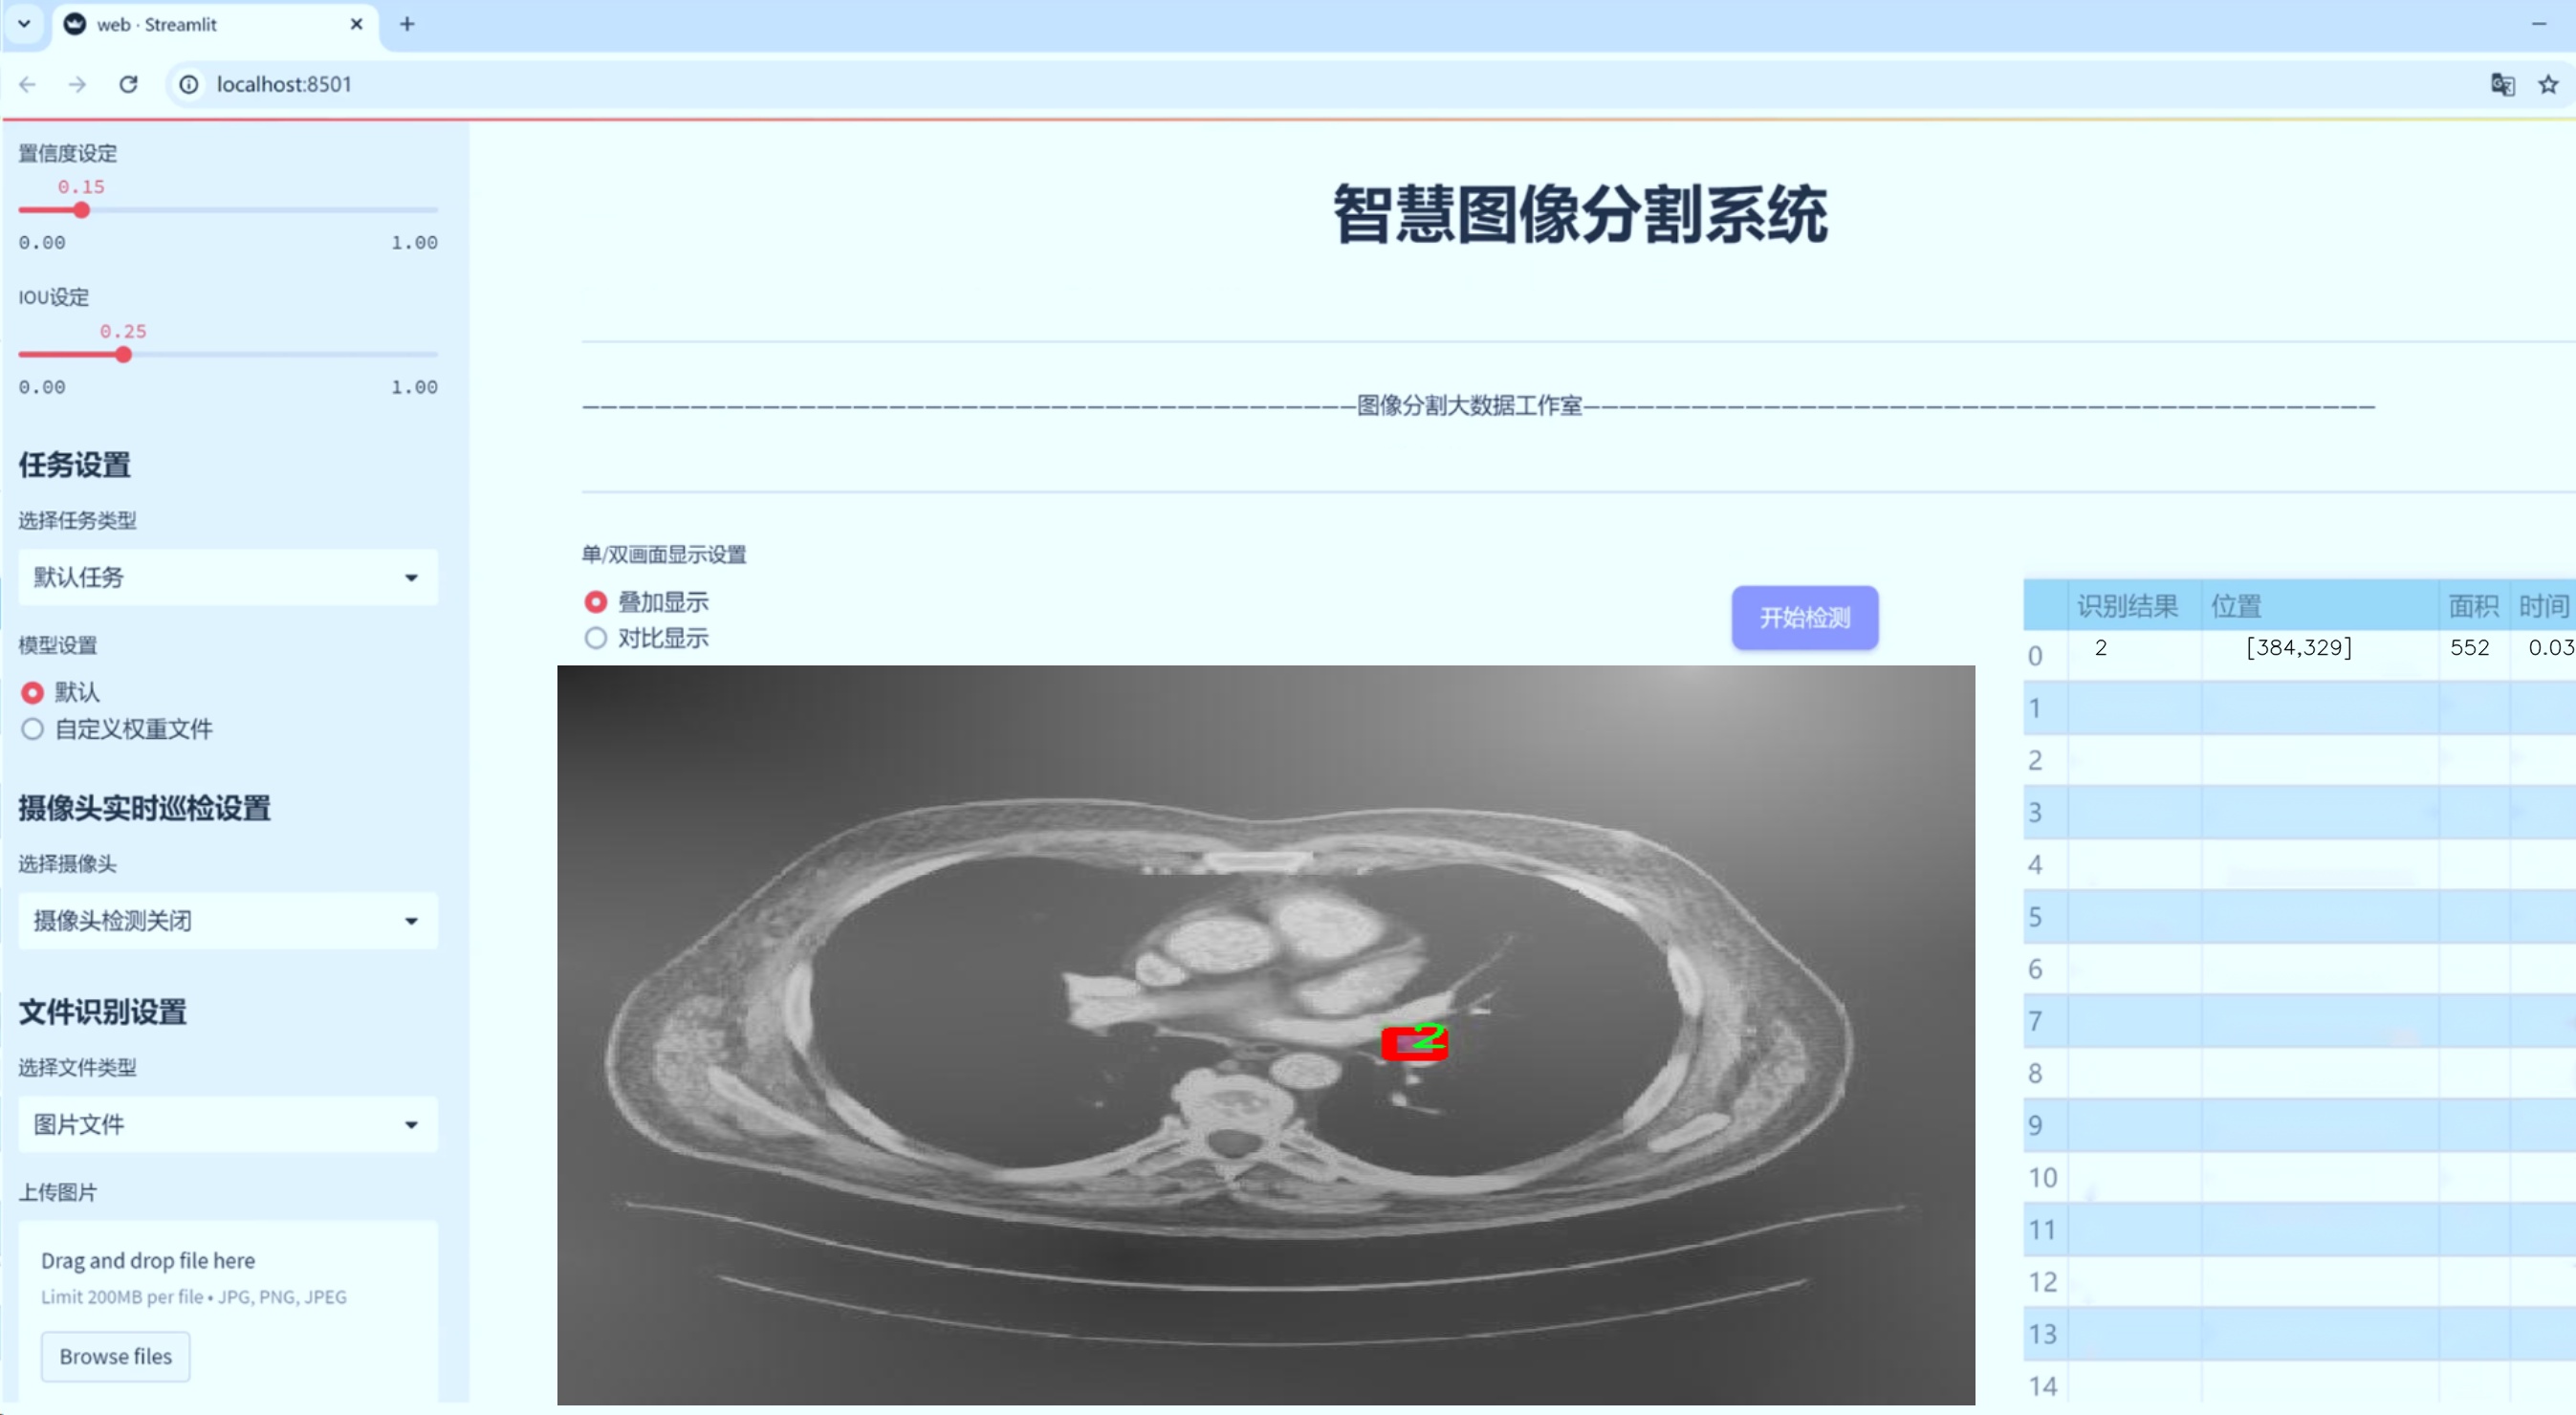 web · Streamlit
localhost:8501
置信度设定
0.15
0.00 1.00
IOU设定
0.25
0.00 1.00
任务设置
选择任务类型
默认任务
模型设置
默认
自定义权重文件
摄像头实时巡检设置
选择摄像头
摄像头检测关闭
文件识别设置
选择文件类型
图片文件
上传图片
Drag and drop file here
Limit 200MB per file • JPG, PNG, JPEG
Browse files
智慧图像分割系统
图像分割大数据工作室
单/双画面显示设置
叠加显示
对比显示
开始检测
2
识别结果 位置 面积 时间
0 2 [384,329] 552 0.03
1
2
3
4
5
6
7
8
9
10
11
12
13
14